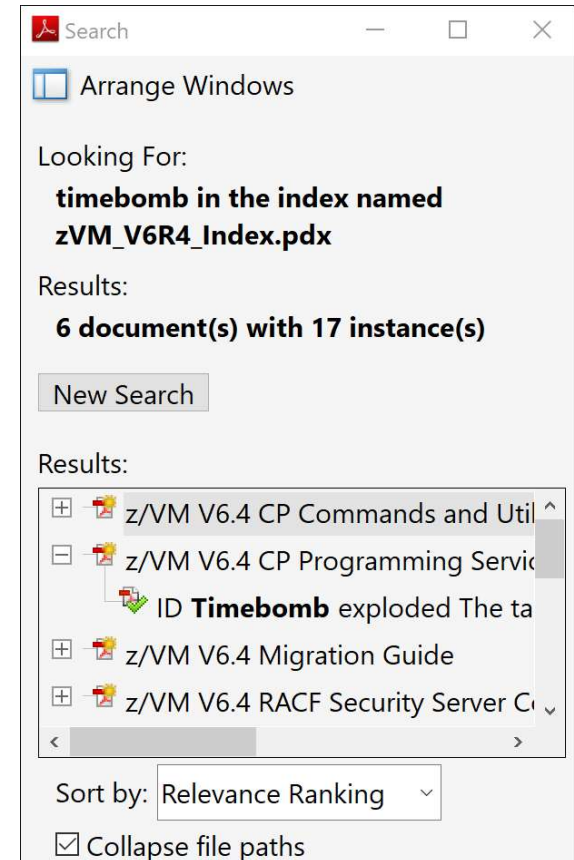 Search
Arrange Windows
Looking For:
timebomb in the index named
zVM_V6R4_Index.pdx
Results:
6 document(s) with 17 instance(s)
New Search
Results:
z/VM V6.4 CP Commands and Util
z/VM V6.4 CP Programming Servic
ID Timebomb exploded The ta
z/VM V6.4 Migration Guide
z/VM V6.4 RACF Security Server Co
Sort by: Relevance Ranking
Collapse file paths